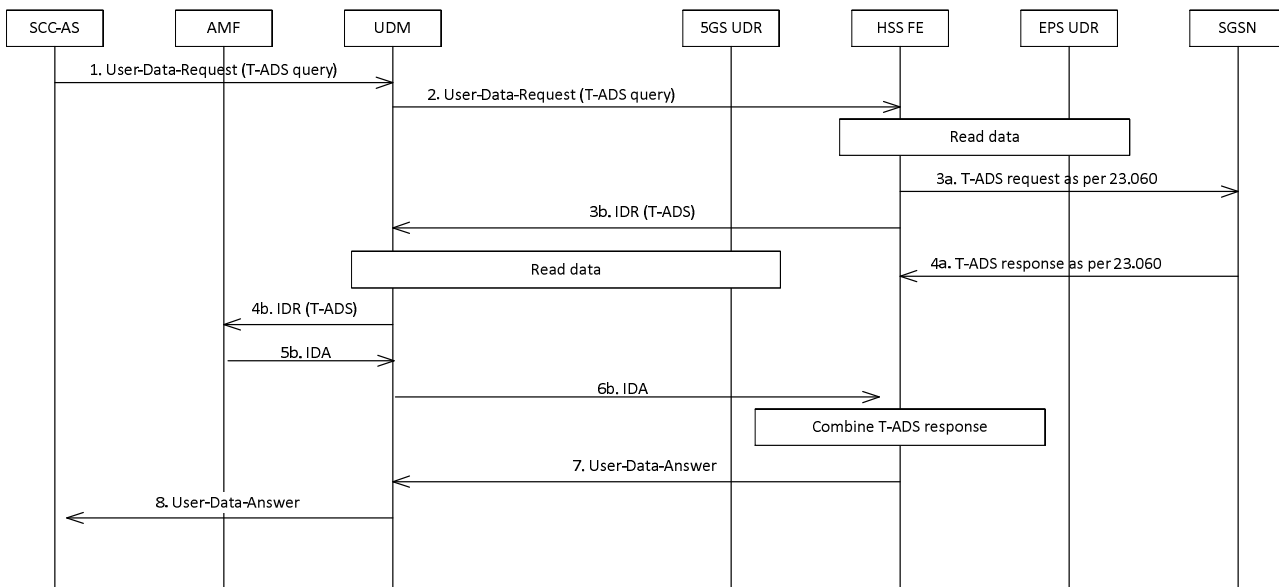 SCC-AS
AMF
UDM
5GS UDR
HSS FE
EPS UDR
SGSN
1. User-Data-Request (T-ADS query)
2. User-Data-Request (T-ADS query)
Read data
3a. T-ADS request as per 23.060
3b. IDR (T-ADS)
Read data
4a. T-ADS response as per 23.060
4b. IDR (T-ADS)
5b. IDA
6b. IDA
Combine T-ADS response
7. User-Data-Answer
8. User-Data-Answer